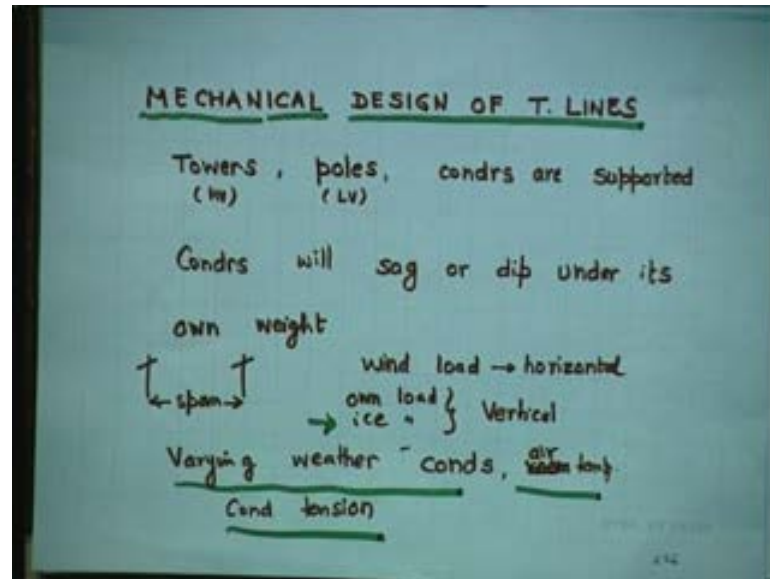 MECHANICAL DESIGN OF T. LINES
Towers, poles, condrs are supported
(HV) (LV)
Condrs will sag or dip under its
own weight
wind load → horizontal
← span → own load } Vertical
→ ice "
Varying weather conds, air temp.
Cond tension